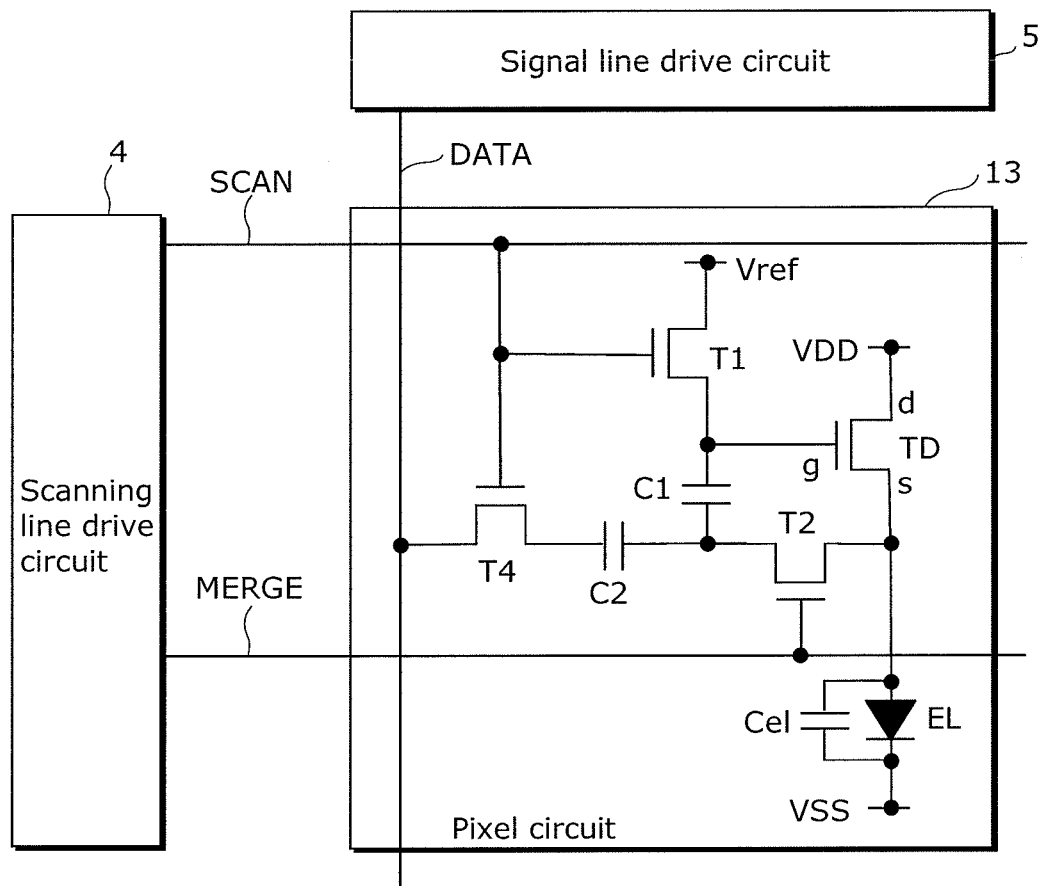 Signal line drive circuit
5
4
DATA
SCAN
13
Vref
T1
VDD
d
TD
g
s
C1
T2
Scanning
line drive
circuit
T4
C2
MERGE
Cel
EL
VSS
Pixel circuit